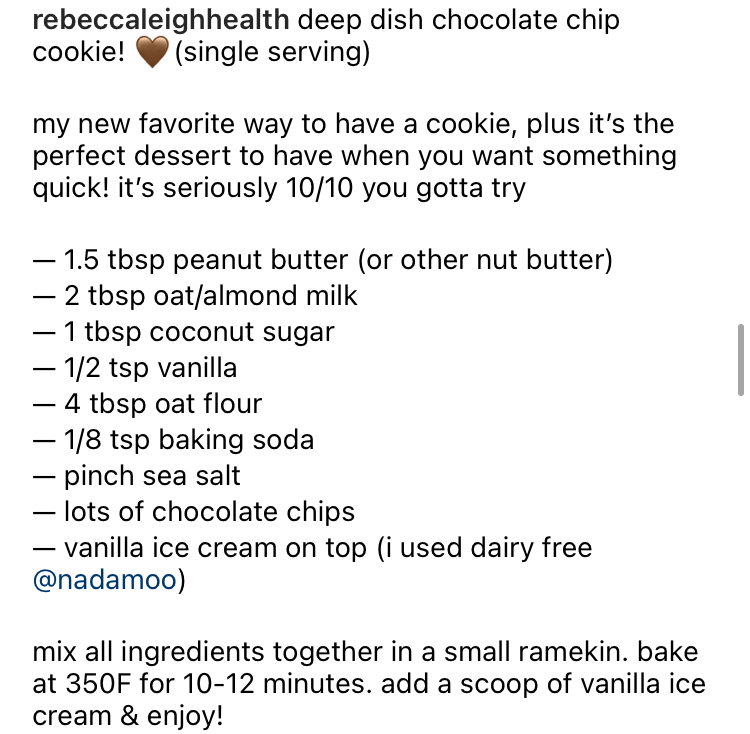 rebeccaleighhealth deep dish chocolate chip
cookie! 🤎 (single serving)
my new favorite way to have a cookie, plus it’s the
perfect dessert to have when you want something
quick! it’s seriously 10/10 you gotta try
— 1.5 tbsp peanut butter (or other nut butter)
— 2 tbsp oat/almond milk
— 1 tbsp coconut sugar
— 1/2 tsp vanilla
— 4 tbsp oat flour
— 1/8 tsp baking soda
— pinch sea salt
— lots of chocolate chips
— vanilla ice cream on top (i used dairy free
@nadamoo)
mix all ingredients together in a small ramekin. bake
at 350F for 10-12 minutes. add a scoop of vanilla ice
cream & enjoy!